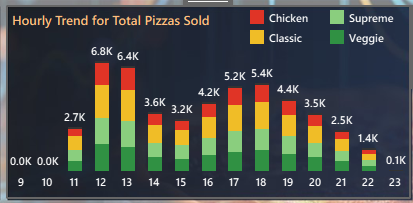 Hourly Trend for Total Pizzas Sold
Chicken Supreme
Classic Veggie
6.8K 6.4K
5.2K 5.4K
4.2K 4.4K
3.6K 3.2K 3.5K
2.7K 2.5K
1.4K
0.0K 0.0K 0.1K
9 10 11 12 13 14 15 16 17 18 19 20 21 22 23